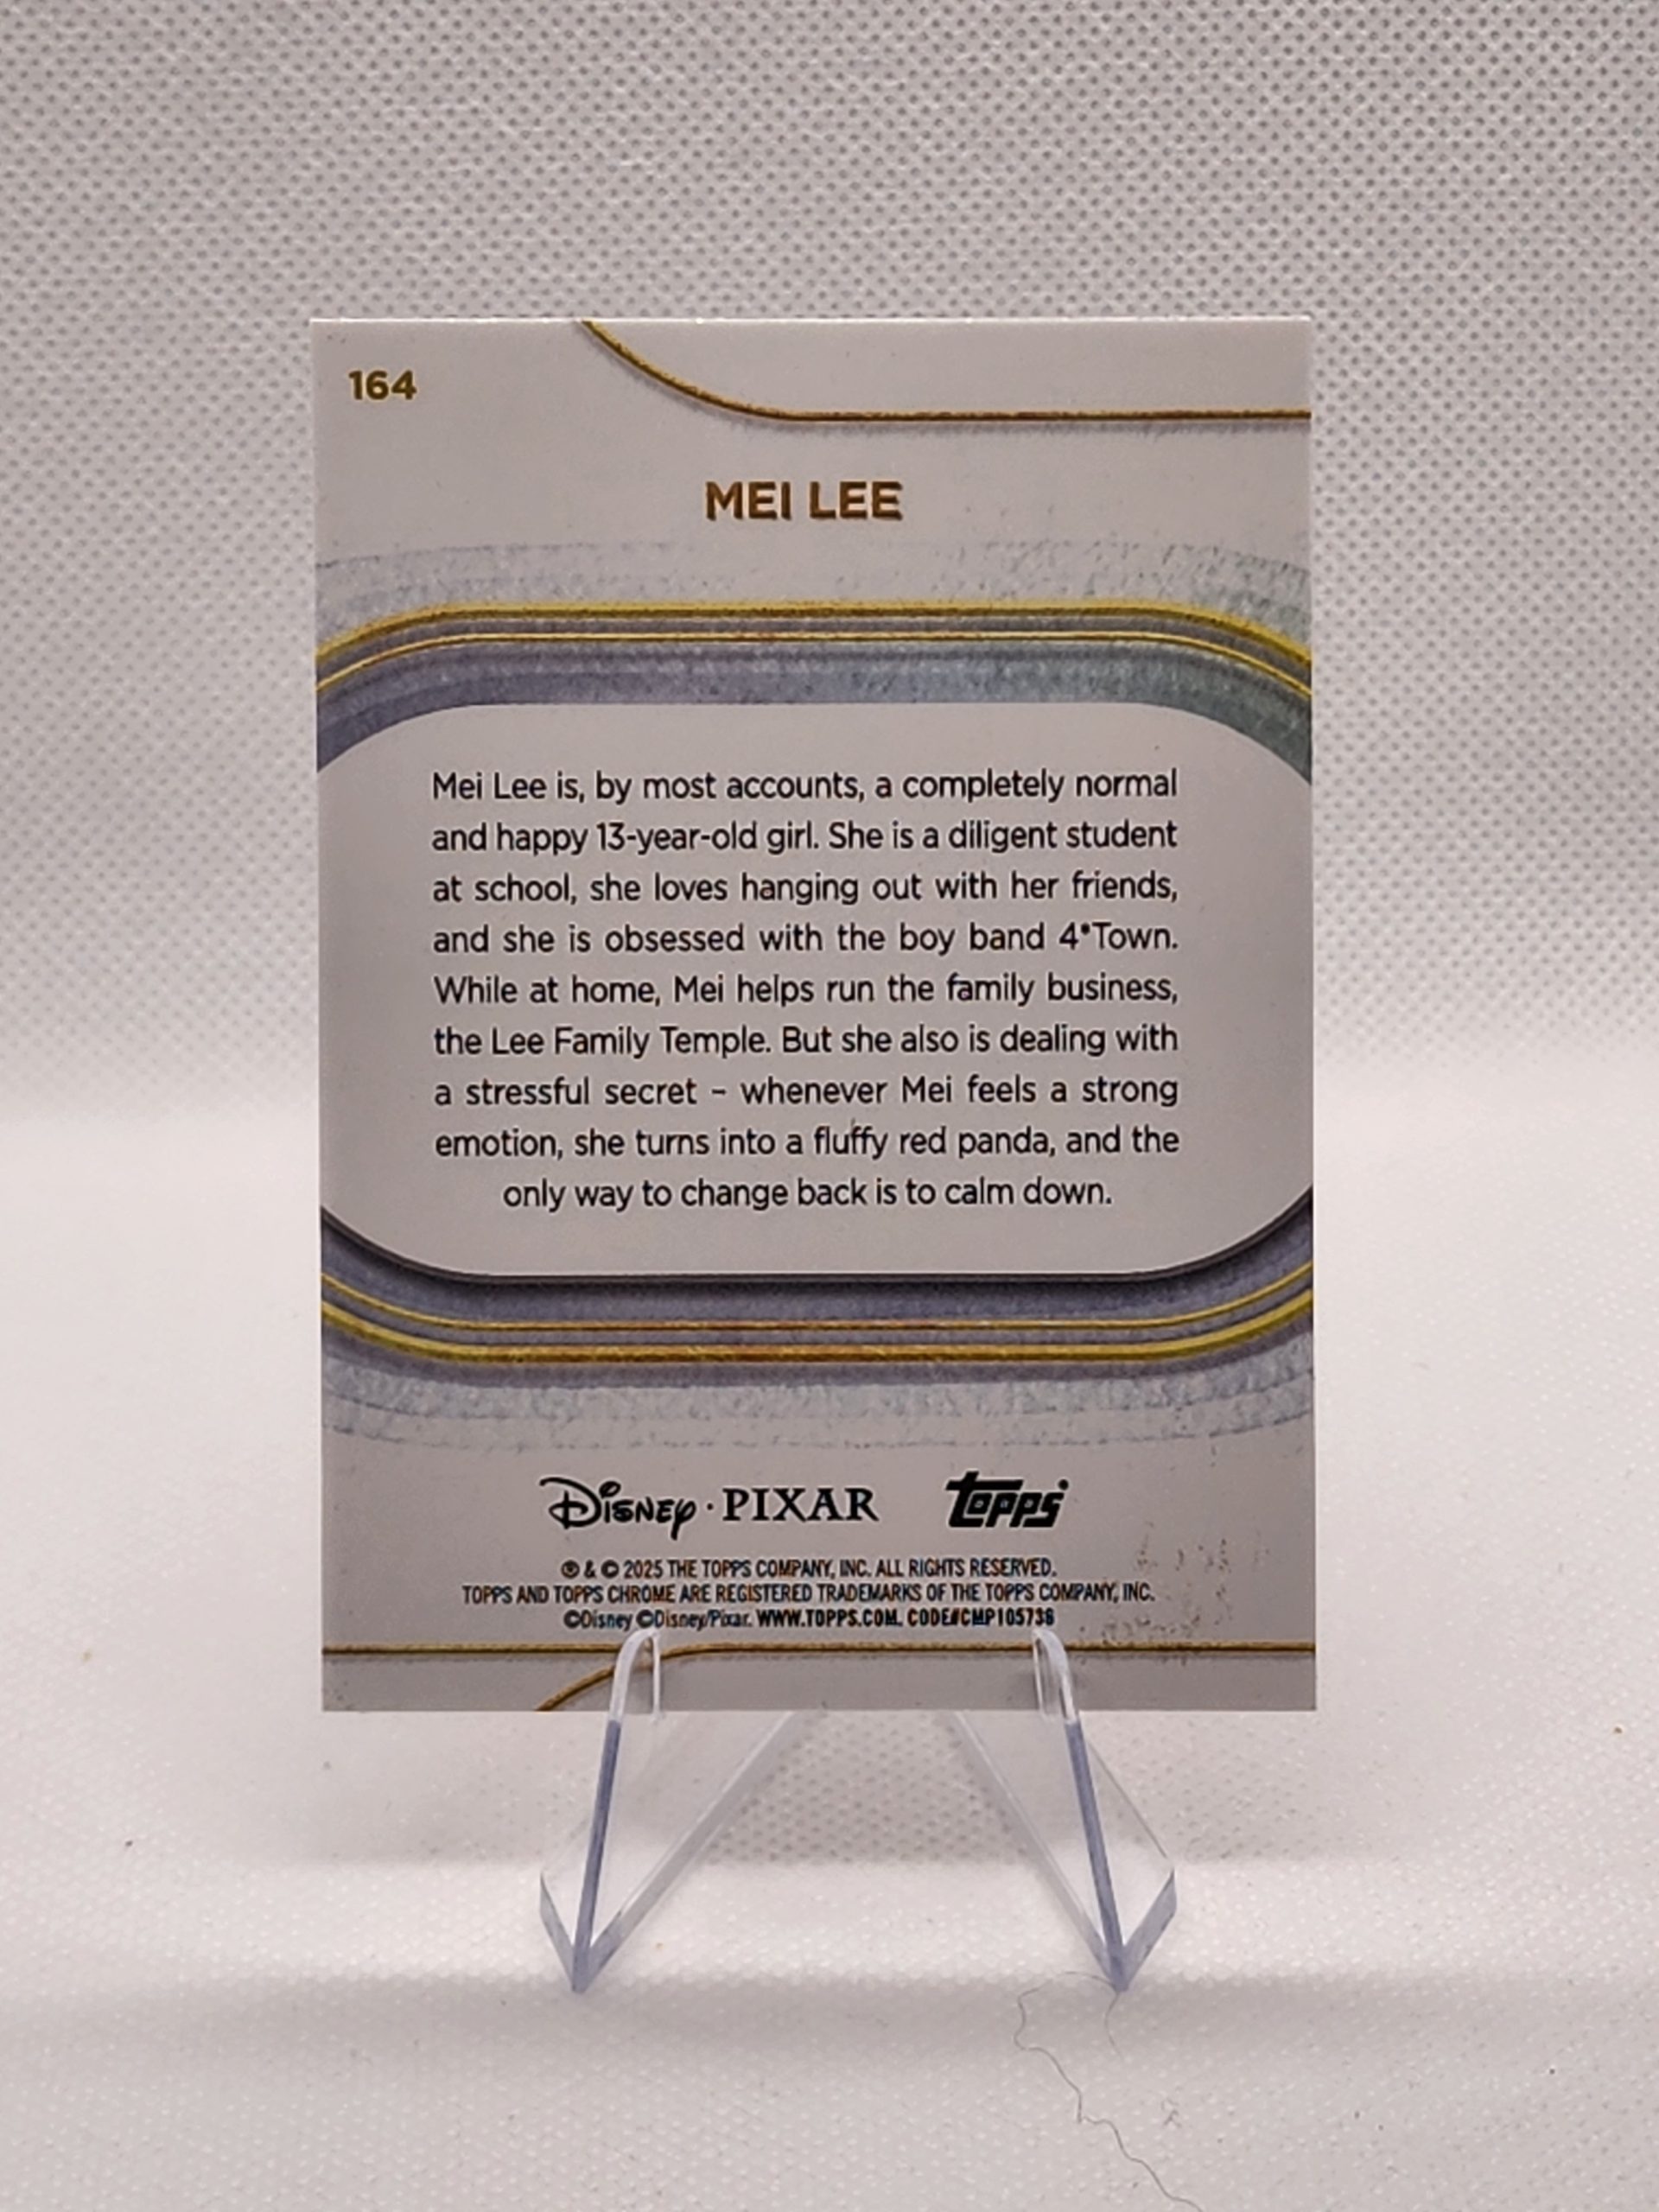 164
MEI LEE
Mei Lee is, by most accounts, a completely normal
and happy 13-year-old girl. She is a diligent student
at school, she loves hanging out with her friends,
and she is obsessed with the boy band 4*Town.
While at home, Mei helps run the family business,
the Lee Family Temple. But she also is dealing with
a stressful secret – whenever Mei feels a strong
emotion, she turns into a fluffy red panda, and the
only way to change back is to calm down.
Disney · PIXAR topps
® & © 2025 THE TOPPS COMPANY, INC. ALL RIGHTS RESERVED.
TOPPS AND TOPPS CHROME ARE REGISTERED TRADEMARKS OF THE TOPPS COMPANY, INC.
©Disney ©Disney/Pixar. WWW.TOPPS.COM. CODE#CMP105736